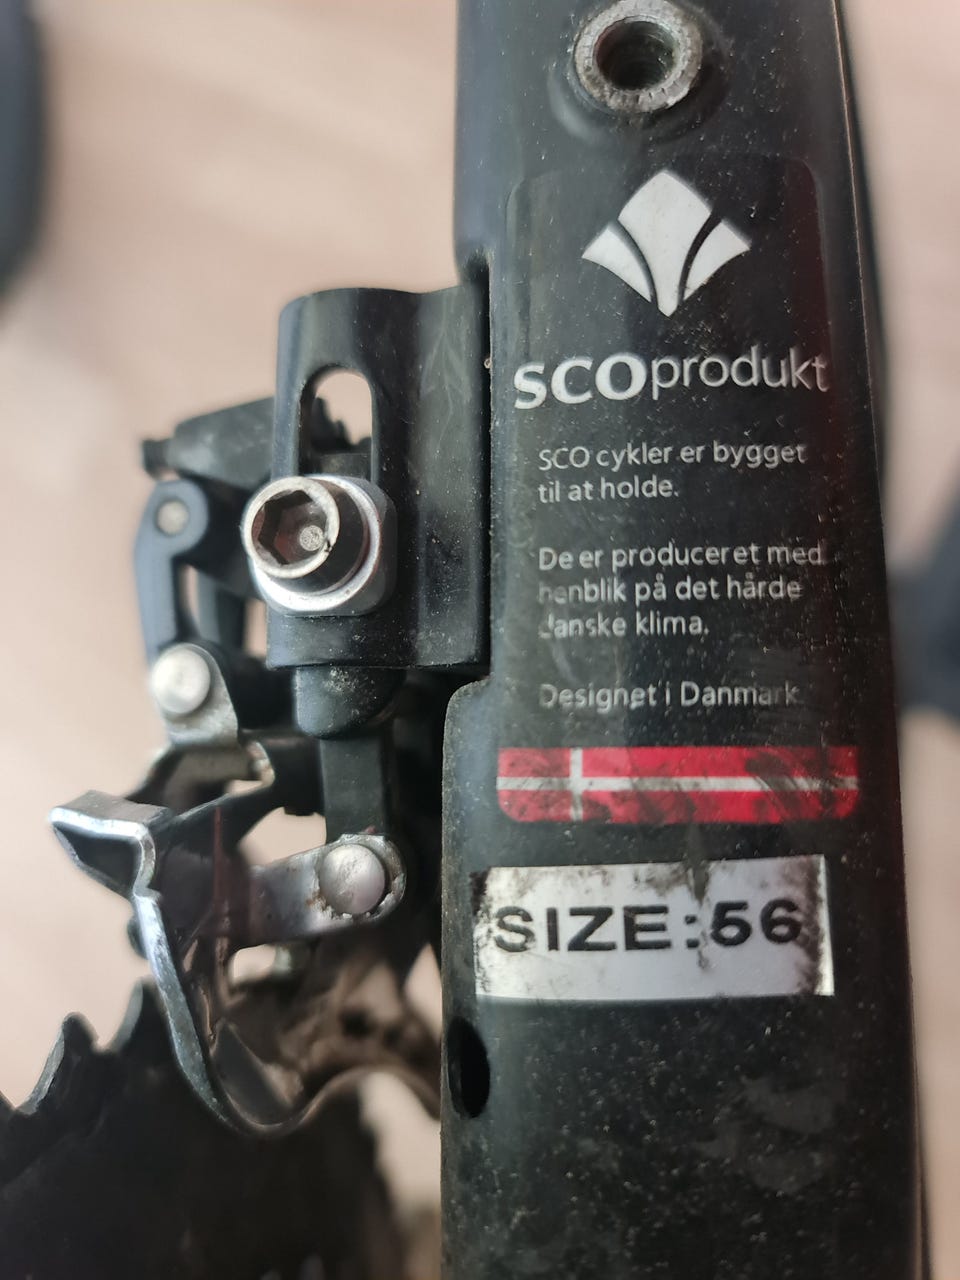 SCOprodukt
SCO cykler er bygget
til at holde.
De er produceret med
henblik på det hårde
danske klima.
Designet i Danmark
SIZE:56